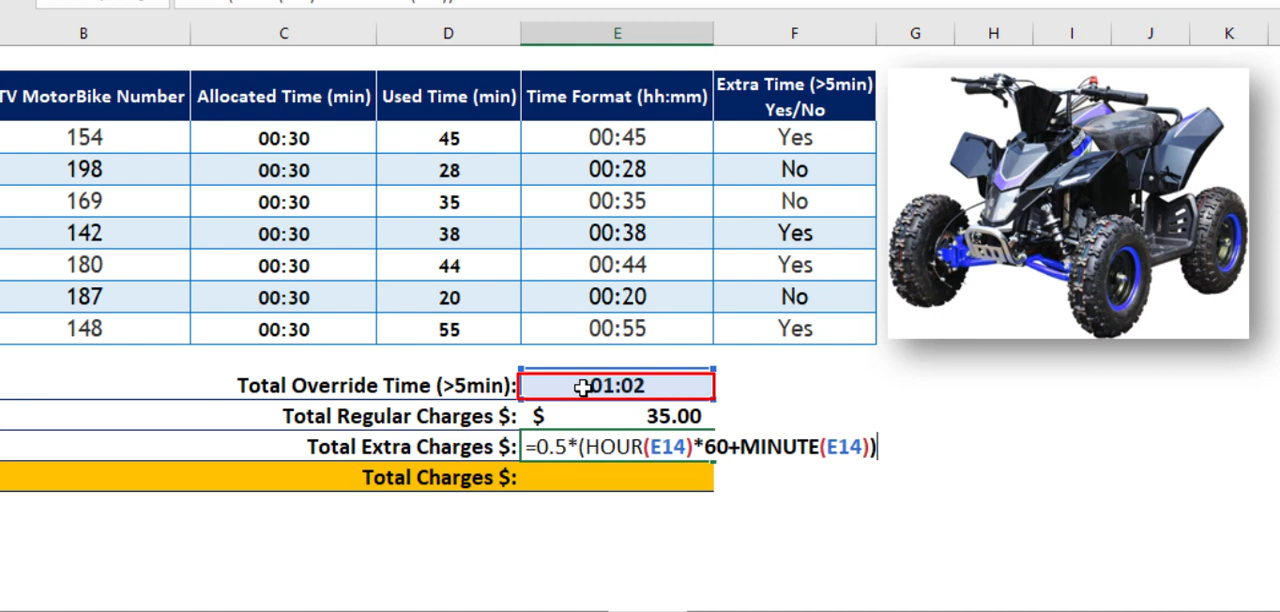 B C D E F G H I J K
TV MotorBike Number Allocated Time (min) Used Time (min) Time Format (hh:mm) Extra Time (>5min)
Yes/No
154 00:30 45 00:45 Yes
198 00:30 28 00:28 No
169 00:30 35 00:35 No
142 00:30 38 00:38 Yes
180 00:30 44 00:44 Yes
187 00:30 20 00:20 No
148 00:30 55 00:55 Yes
Total Override Time (>5min): 01:02
Total Regular Charges $: $ 35.00
Total Extra Charges $: =0.5*(HOUR(E14)*60+MINUTE(E14))
Total Charges $: